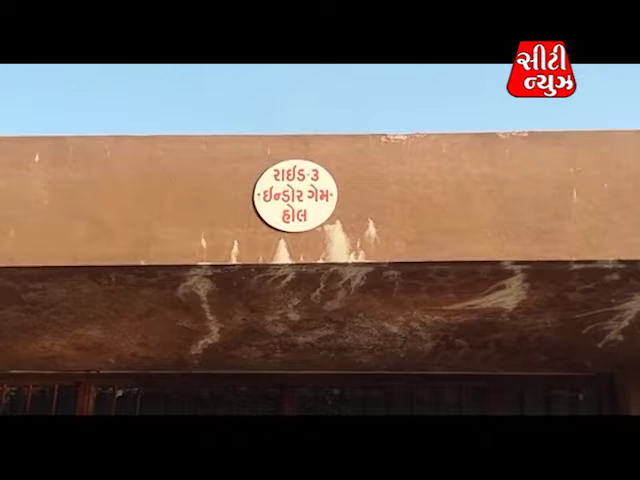 સીટી
ન્યુઝ
રાઈડ-૩
•ઈન્ડોર ગેમ•
હોલ